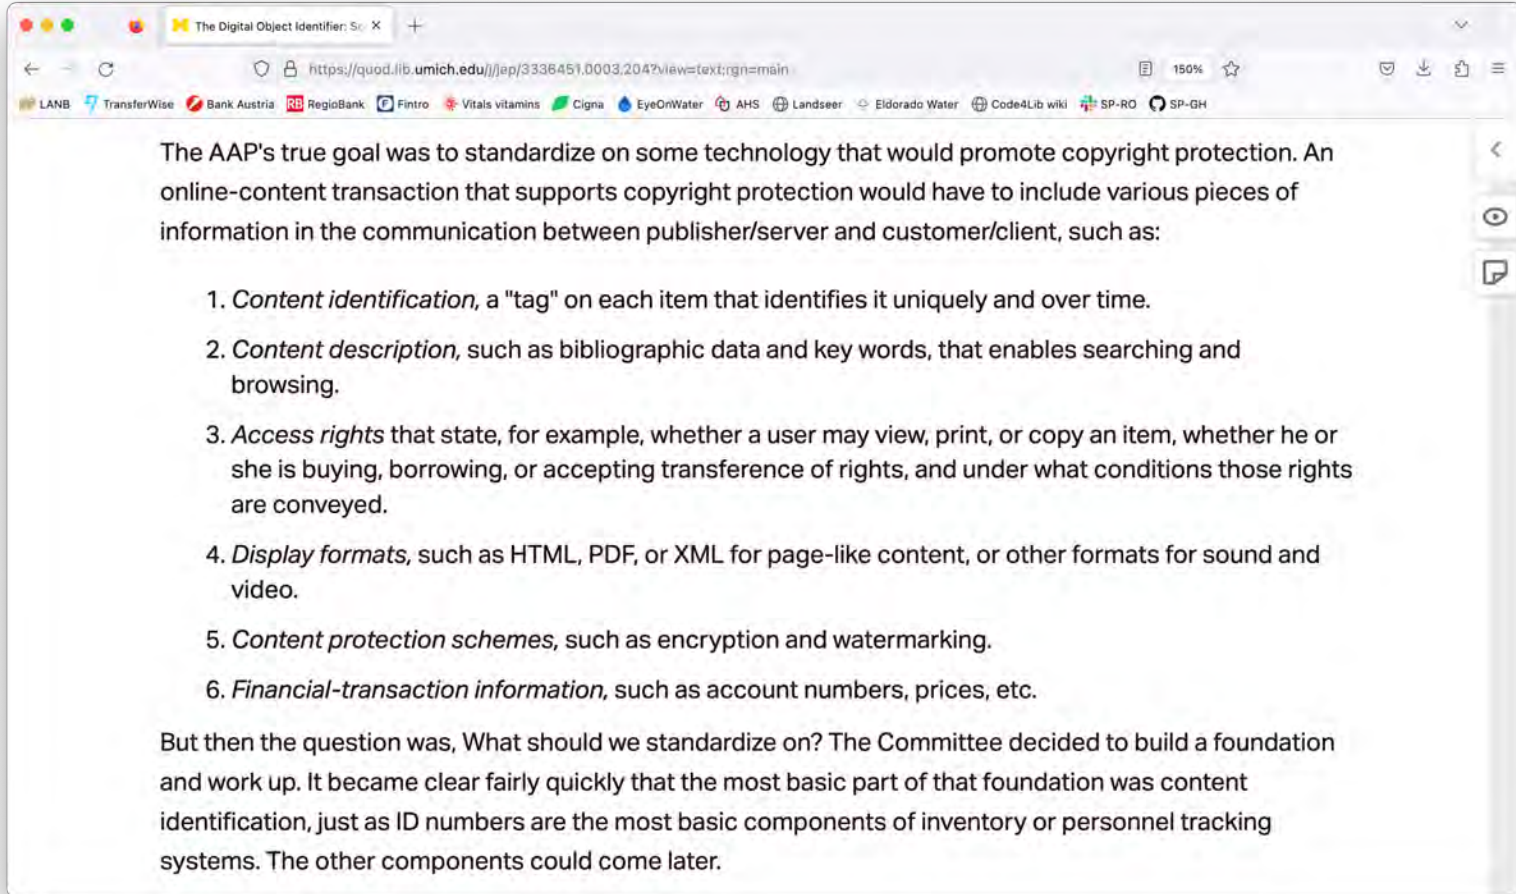 The Digital Object Identifier: Sc
https://quod.lib.umich.edu/j/jep/3336451.0003.204?view=text;rgn=main
150%
LANB TransferWise Bank Austria RB RegioBank Fintro Vitals vitamins Cigna EyeOnWater AHS Landseer Eldorado Water Code4Lib wiki SP-RO SP-GH
The AAP's true goal was to standardize on some technology that would promote copyright protection. An
online-content transaction that supports copyright protection would have to include various pieces of
information in the communication between publisher/server and customer/client, such as:
1. Content identification, a "tag" on each item that identifies it uniquely and over time.
2. Content description, such as bibliographic data and key words, that enables searching and
browsing.
3. Access rights that state, for example, whether a user may view, print, or copy an item, whether he or
she is buying, borrowing, or accepting transference of rights, and under what conditions those rights
are conveyed.
4. Display formats, such as HTML, PDF, or XML for page-like content, or other formats for sound and
video.
5. Content protection schemes, such as encryption and watermarking.
6. Financial-transaction information, such as account numbers, prices, etc.
But then the question was, What should we standardize on? The Committee decided to build a foundation
and work up. It became clear fairly quickly that the most basic part of that foundation was content
identification, just as ID numbers are the most basic components of inventory or personnel tracking
systems. The other components could come later.